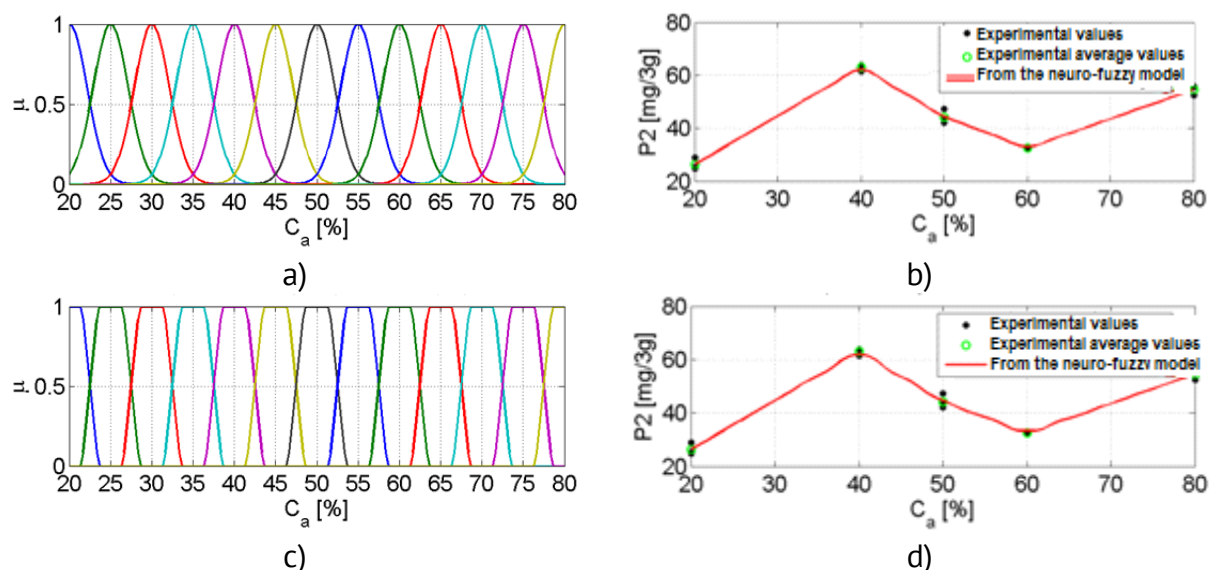 1
0.5
0
μ
20 25 30 35 40 45 50 55 60 65 70 75 80
C_a [%]
a)
80
60
40
20
P2 [mg/3g]
Experimental values
Experimental average values
From the neuro-fuzzy model
20 30 40 50 60 70 80
C_a [%]
b)
1
0.5
0
μ
20 25 30 35 40 45 50 55 60 65 70 75 80
C_a [%]
c)
80
60
40
20
P2 [mg/3g]
Experimental values
Experimental average values
From the neuro-fuzzy model
20 30 40 50 60 70 80
C_a [%]
d)